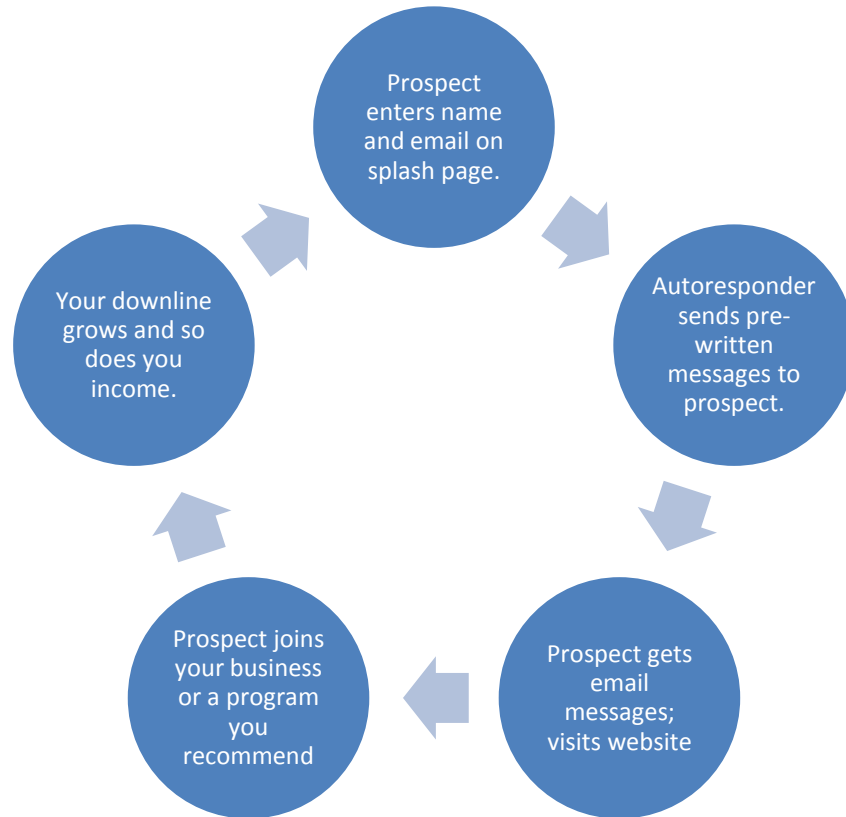 Prospect
enters name
and email on
splash page.
Autoresponder
sends pre-
written
messages to
prospect.
Prospect gets
email
messages;
visits website
Prospect joins
your business
or a program
you
recommend
Your downline
grows and so
does you
income.